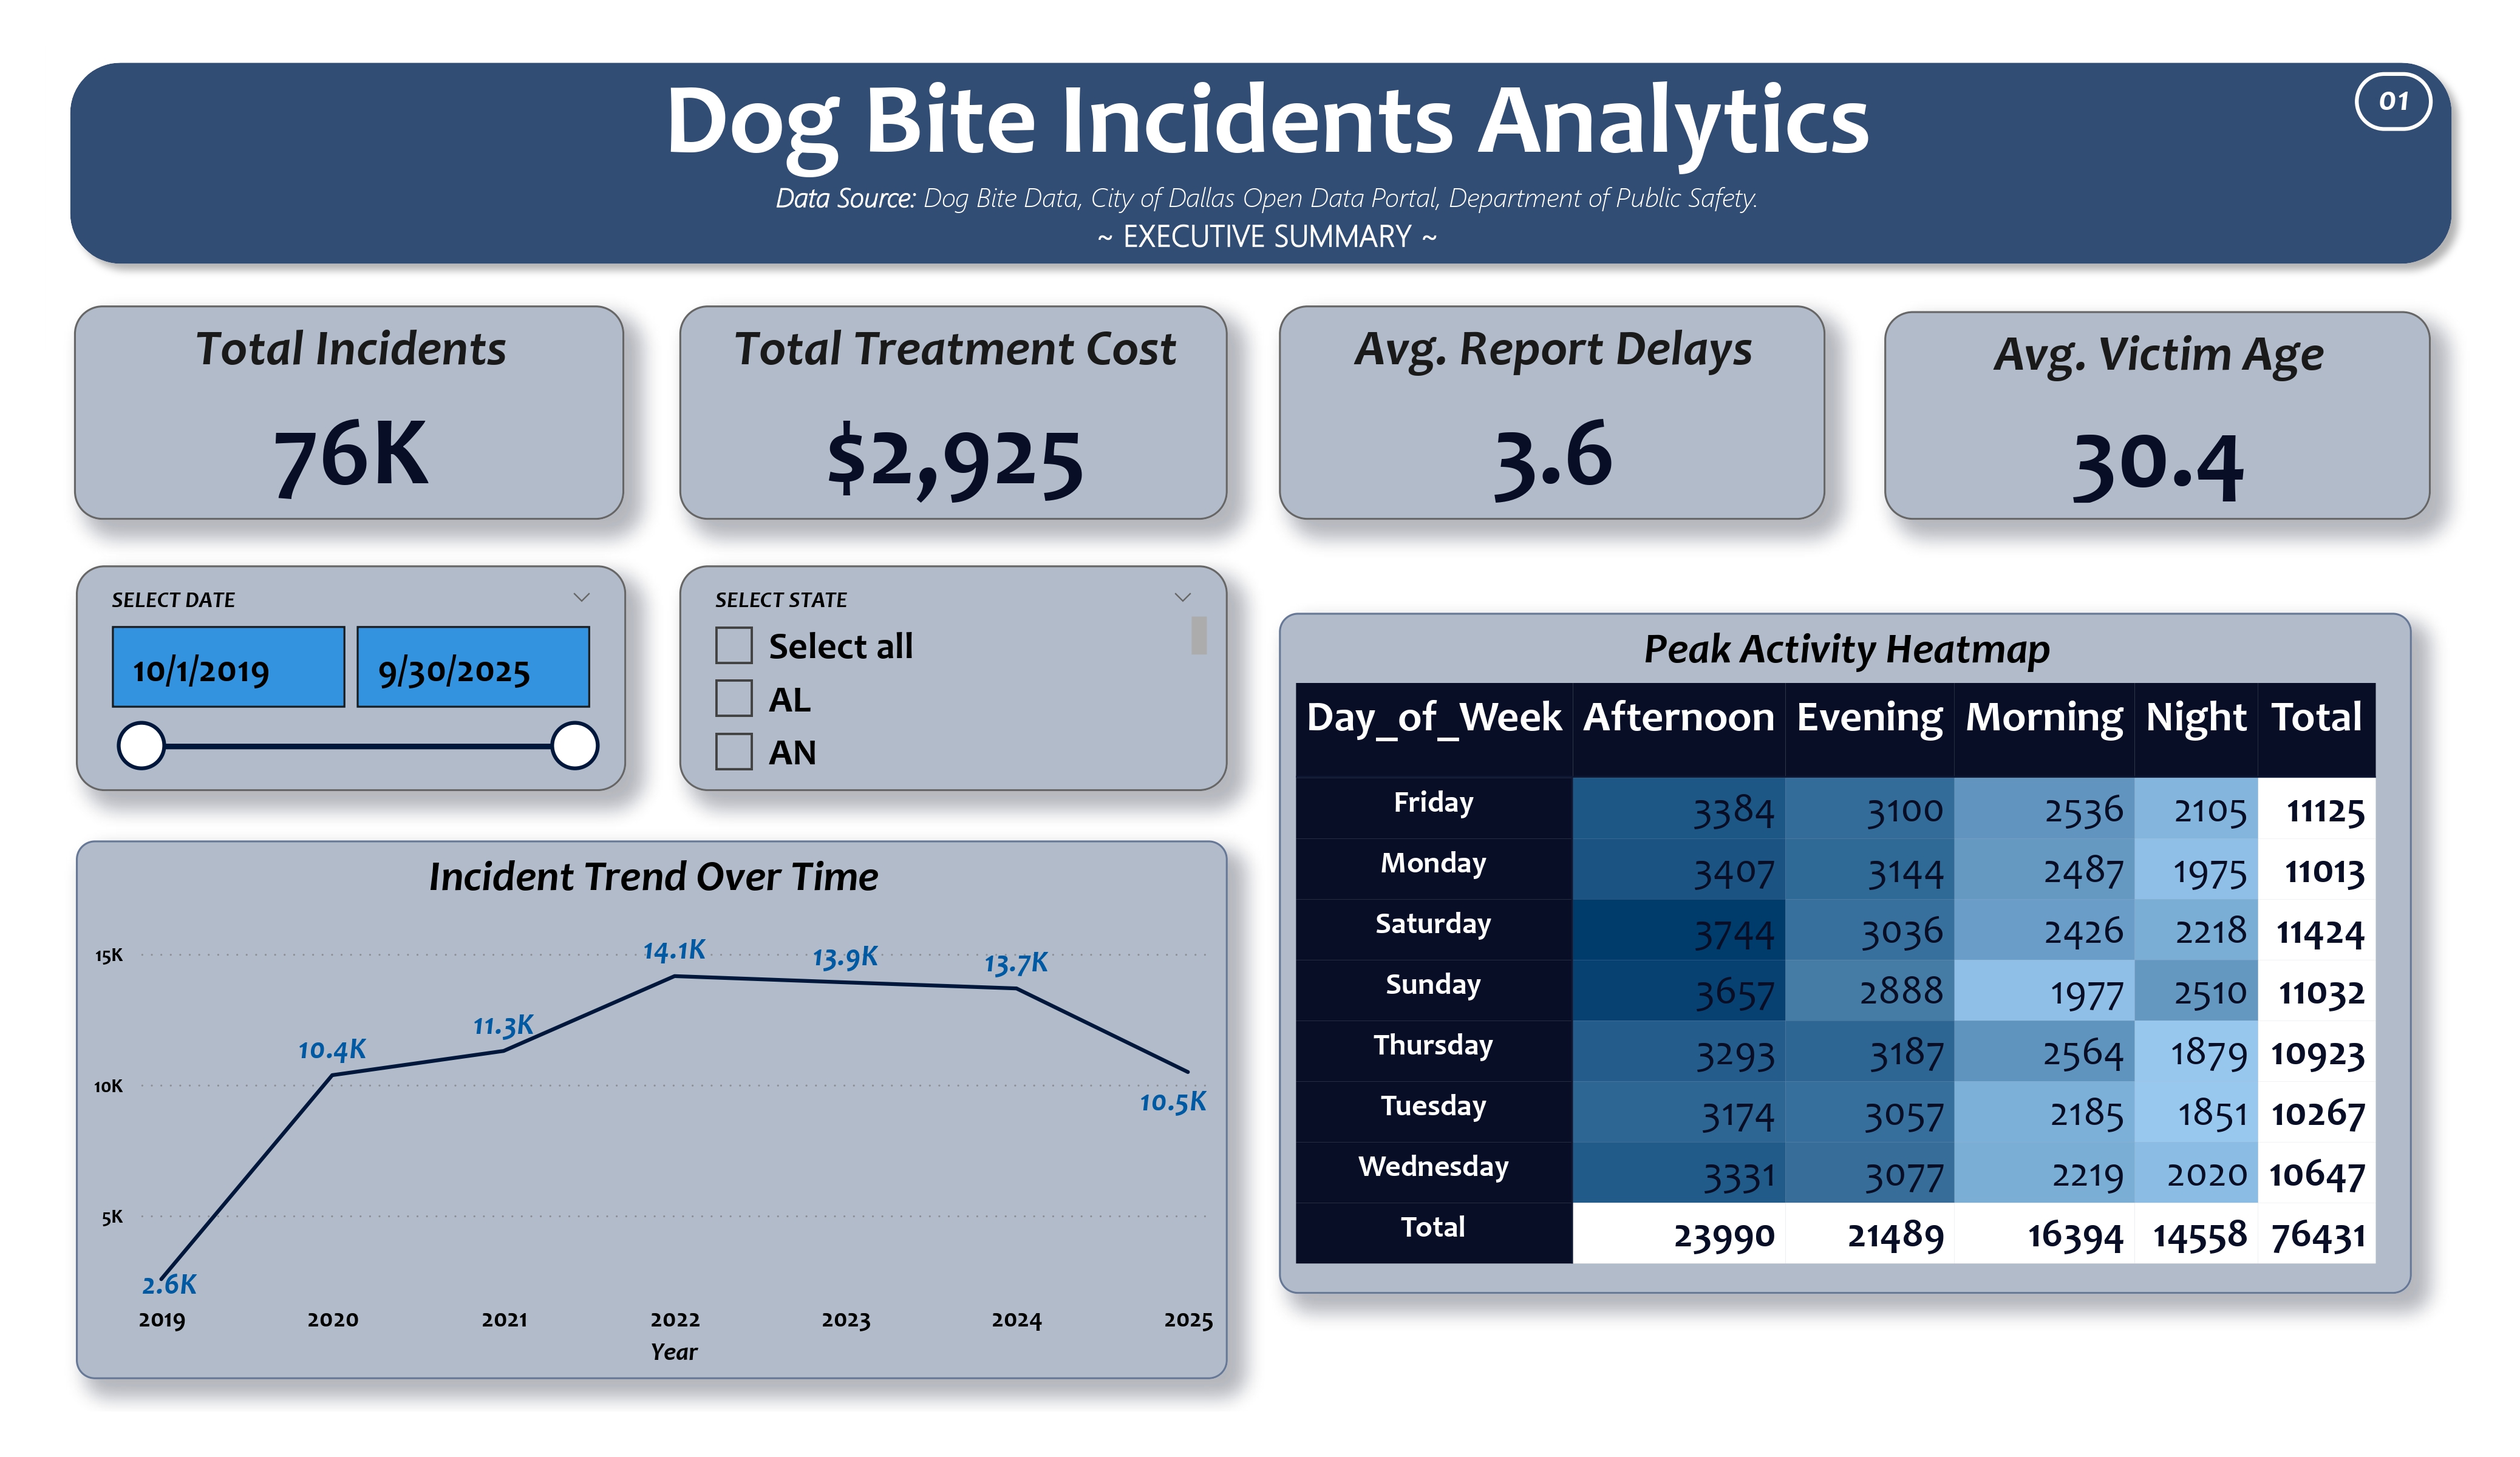 Dog Bite Incidents Analytics
01
Data Source: Dog Bite Data, City of Dallas Open Data Portal, Department of Public Safety.
~ EXECUTIVE SUMMARY ~
Total Incidents
76K
Total Treatment Cost
$2,925
Avg. Report Delays
3.6
Avg. Victim Age
30.4
SELECT DATE
10/1/2019 9/30/2025
SELECT STATE
Select all
AL
AN
Incident Trend Over Time
15K
10K
5K
2.6K
10.4K
11.3K
14.1K
13.9K
13.7K
10.5K
2019 2020 2021 2022 2023 2024 2025
Year
Peak Activity Heatmap
Day_of_Week Afternoon Evening Morning Night Total
Friday 3384 3100 2536 2105 11125
Monday 3407 3144 2487 1975 11013
Saturday 3744 3036 2426 2218 11424
Sunday 3657 2888 1977 2510 11032
Thursday 3293 3187 2564 1879 10923
Tuesday 3174 3057 2185 1851 10267
Wednesday 3331 3077 2219 2020 10647
Total 23990 21489 16394 14558 76431